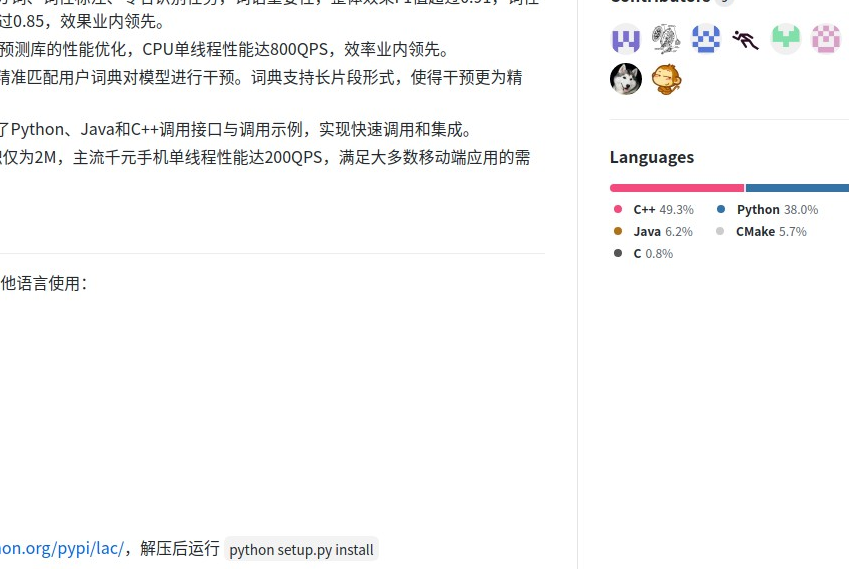 过0.85，效果业内领先。
预测库的性能优化，CPU单线程性能达800QPS，效率业内领先。
精准匹配用户词典对模型进行干预。词典支持长片段形式，使得干预更为精
了Python、Java和C++调用接口与调用示例，实现快速调用和集成。
仅为2M，主流千元手机单线程性能达200QPS，满足大多数移动端应用的需
他语言使用：
on.org/pypi/lac/，解压后运行 python setup.py install
Contributors
Languages
C++ 49.3% Python 38.0%
Java 6.2% CMake 5.7%
C 0.8%